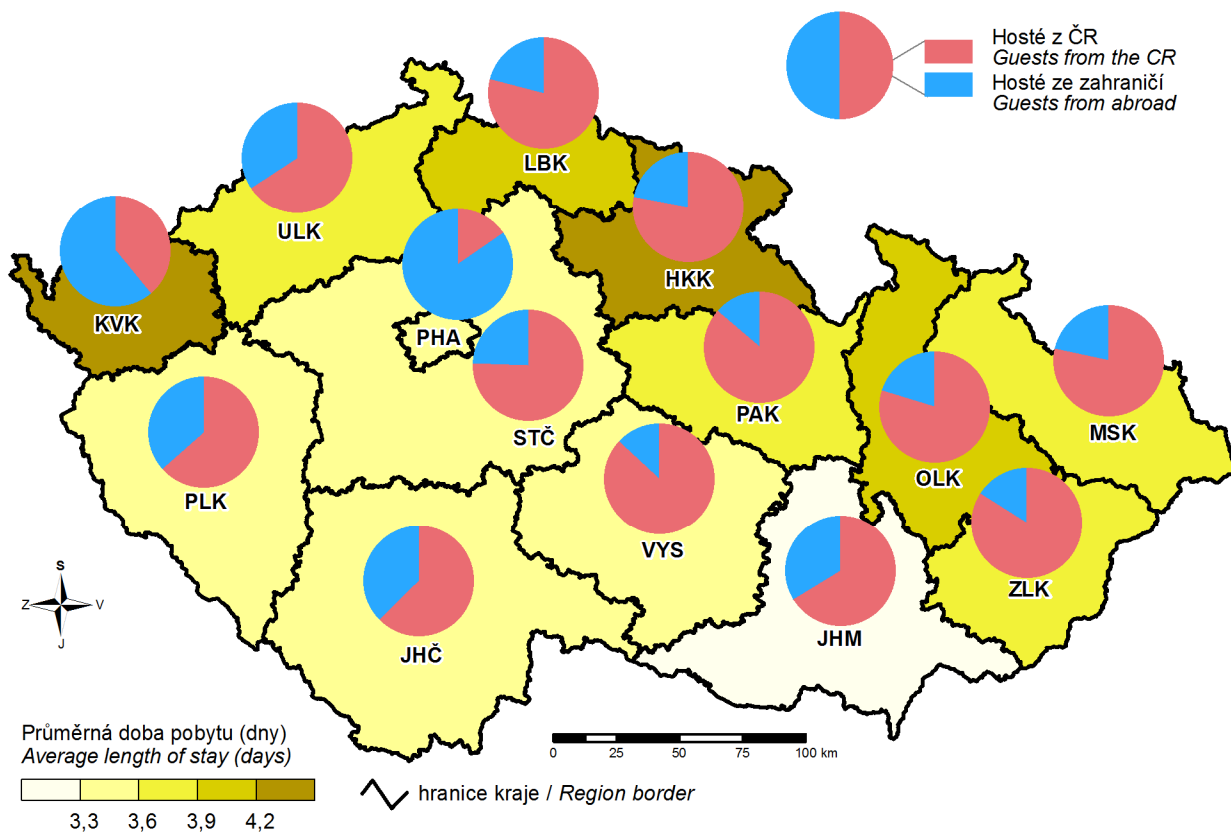 Hosté z ČR
Guests from the CR
Hosté ze zahraničí
Guests from abroad
LBK
ULK
HKK
KVK
PHA
PAK
STČ
MSK
OLK
PLK
VYS
ZLK
JHM
JHČ
S
Z V
J
Průměrná doba pobytu (dny)
Average length of stay (days)
3,3 3,6 3,9 4,2
hranice kraje / Region border
0 25 50 75 100 km